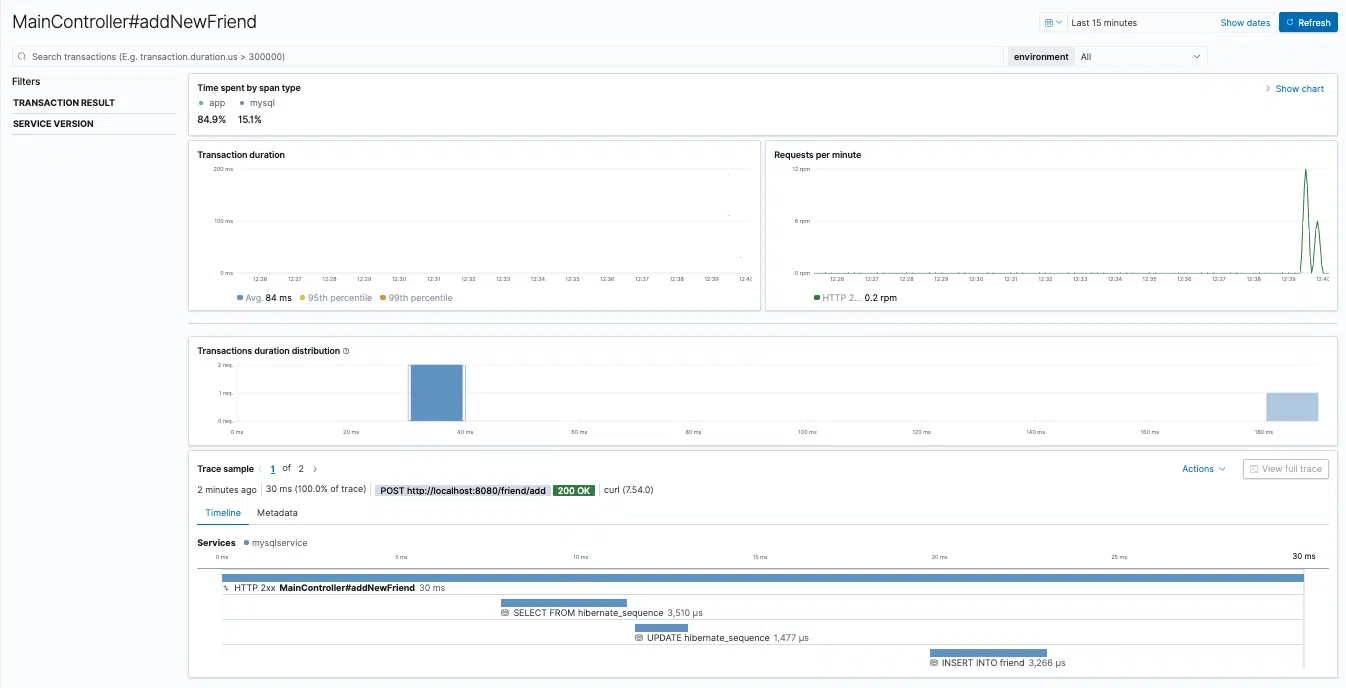 MainController#addNewFriend
Last 15 minutes Show dates Refresh
Search transactions (E.g. transaction.duration.us > 300000)
environment All
Filters
TRANSACTION RESULT
SERVICE VERSION
Time spent by span type
Show chart
app mysql
84.9% 15.1%
Transaction duration
200 ms
100 ms
0 ms
12:26 12:27 12:28 12:29 12:30 12:31 12:32 12:33 12:34 12:35 12:36 12:37 12:38 12:39 12:40
Avg. 84 ms 95th percentile 99th percentile
Requests per minute
12 rpm
6 rpm
0 rpm
12:26 12:27 12:28 12:29 12:30 12:31 12:32 12:33 12:34 12:35 12:36 12:37 12:38 12:39 12:40
HTTP 2... 0.2 rpm
Transactions duration distribution
2 req.
1 req.
0 req.
0 ms 20 ms 40 ms 60 ms 80 ms 100 ms 120 ms 140 ms 160 ms 180 ms
Trace sample 1 of 2
Actions View full trace
2 minutes ago 30 ms (100.0% of trace) POST http://localhost:8080/friend/add 200 OK curl (7.54.0)
Timeline Metadata
Services mysqlservice
0 ms 5 ms 10 ms 15 ms 20 ms 25 ms 30 ms
HTTP 2xx MainController#addNewFriend 30 ms
SELECT FROM hibernate_sequence 3,510 μs
UPDATE hibernate_sequence 1,477 μs
INSERT INTO friend 3,266 μs